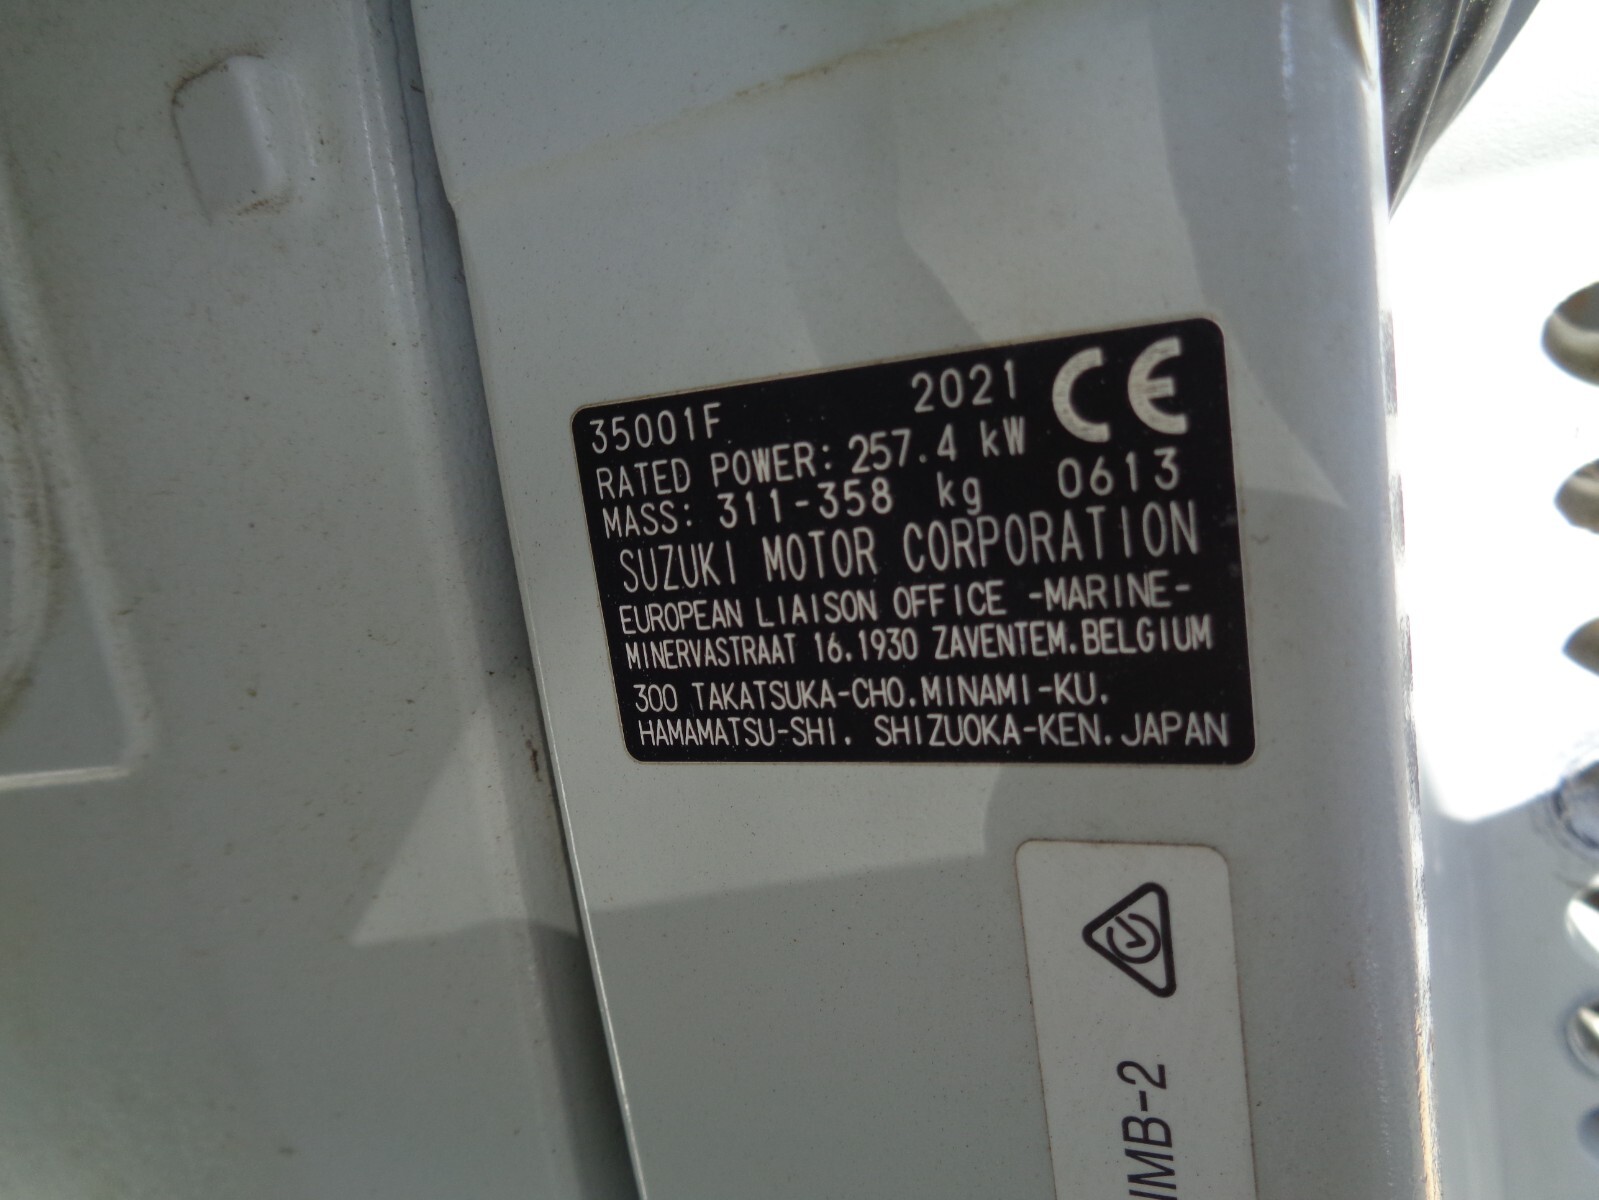 35001F 2021 CE
RATED POWER: 257.4 kW
MASS: 311-358 kg 0613
SUZUKI MOTOR CORPORATION
EUROPEAN LIAISON OFFICE -MARINE-
MINERVASTRAAT 16.1930 ZAVENTEM.BELGIUM
300 TAKATSUKA-CHO.MINAMI-KU.
HAMAMATSU-SHI. SHIZUOKA-KEN. JAPAN
MB-2